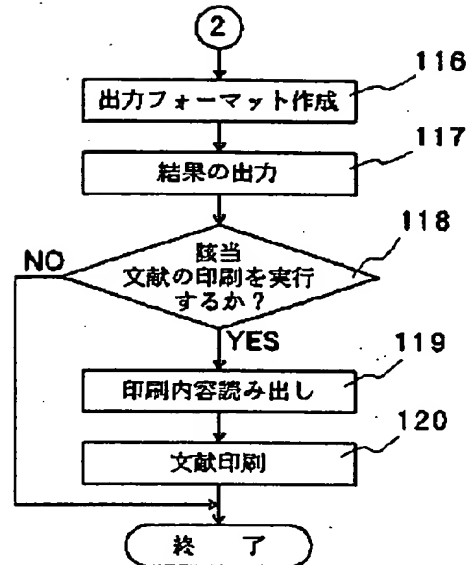 2
116
出力フォーマット作成
117
結果の出力
118
該当
文献の印刷を実行
するか？
NO
YES
119
印刷内容読み出し
120
文献印刷
終 了